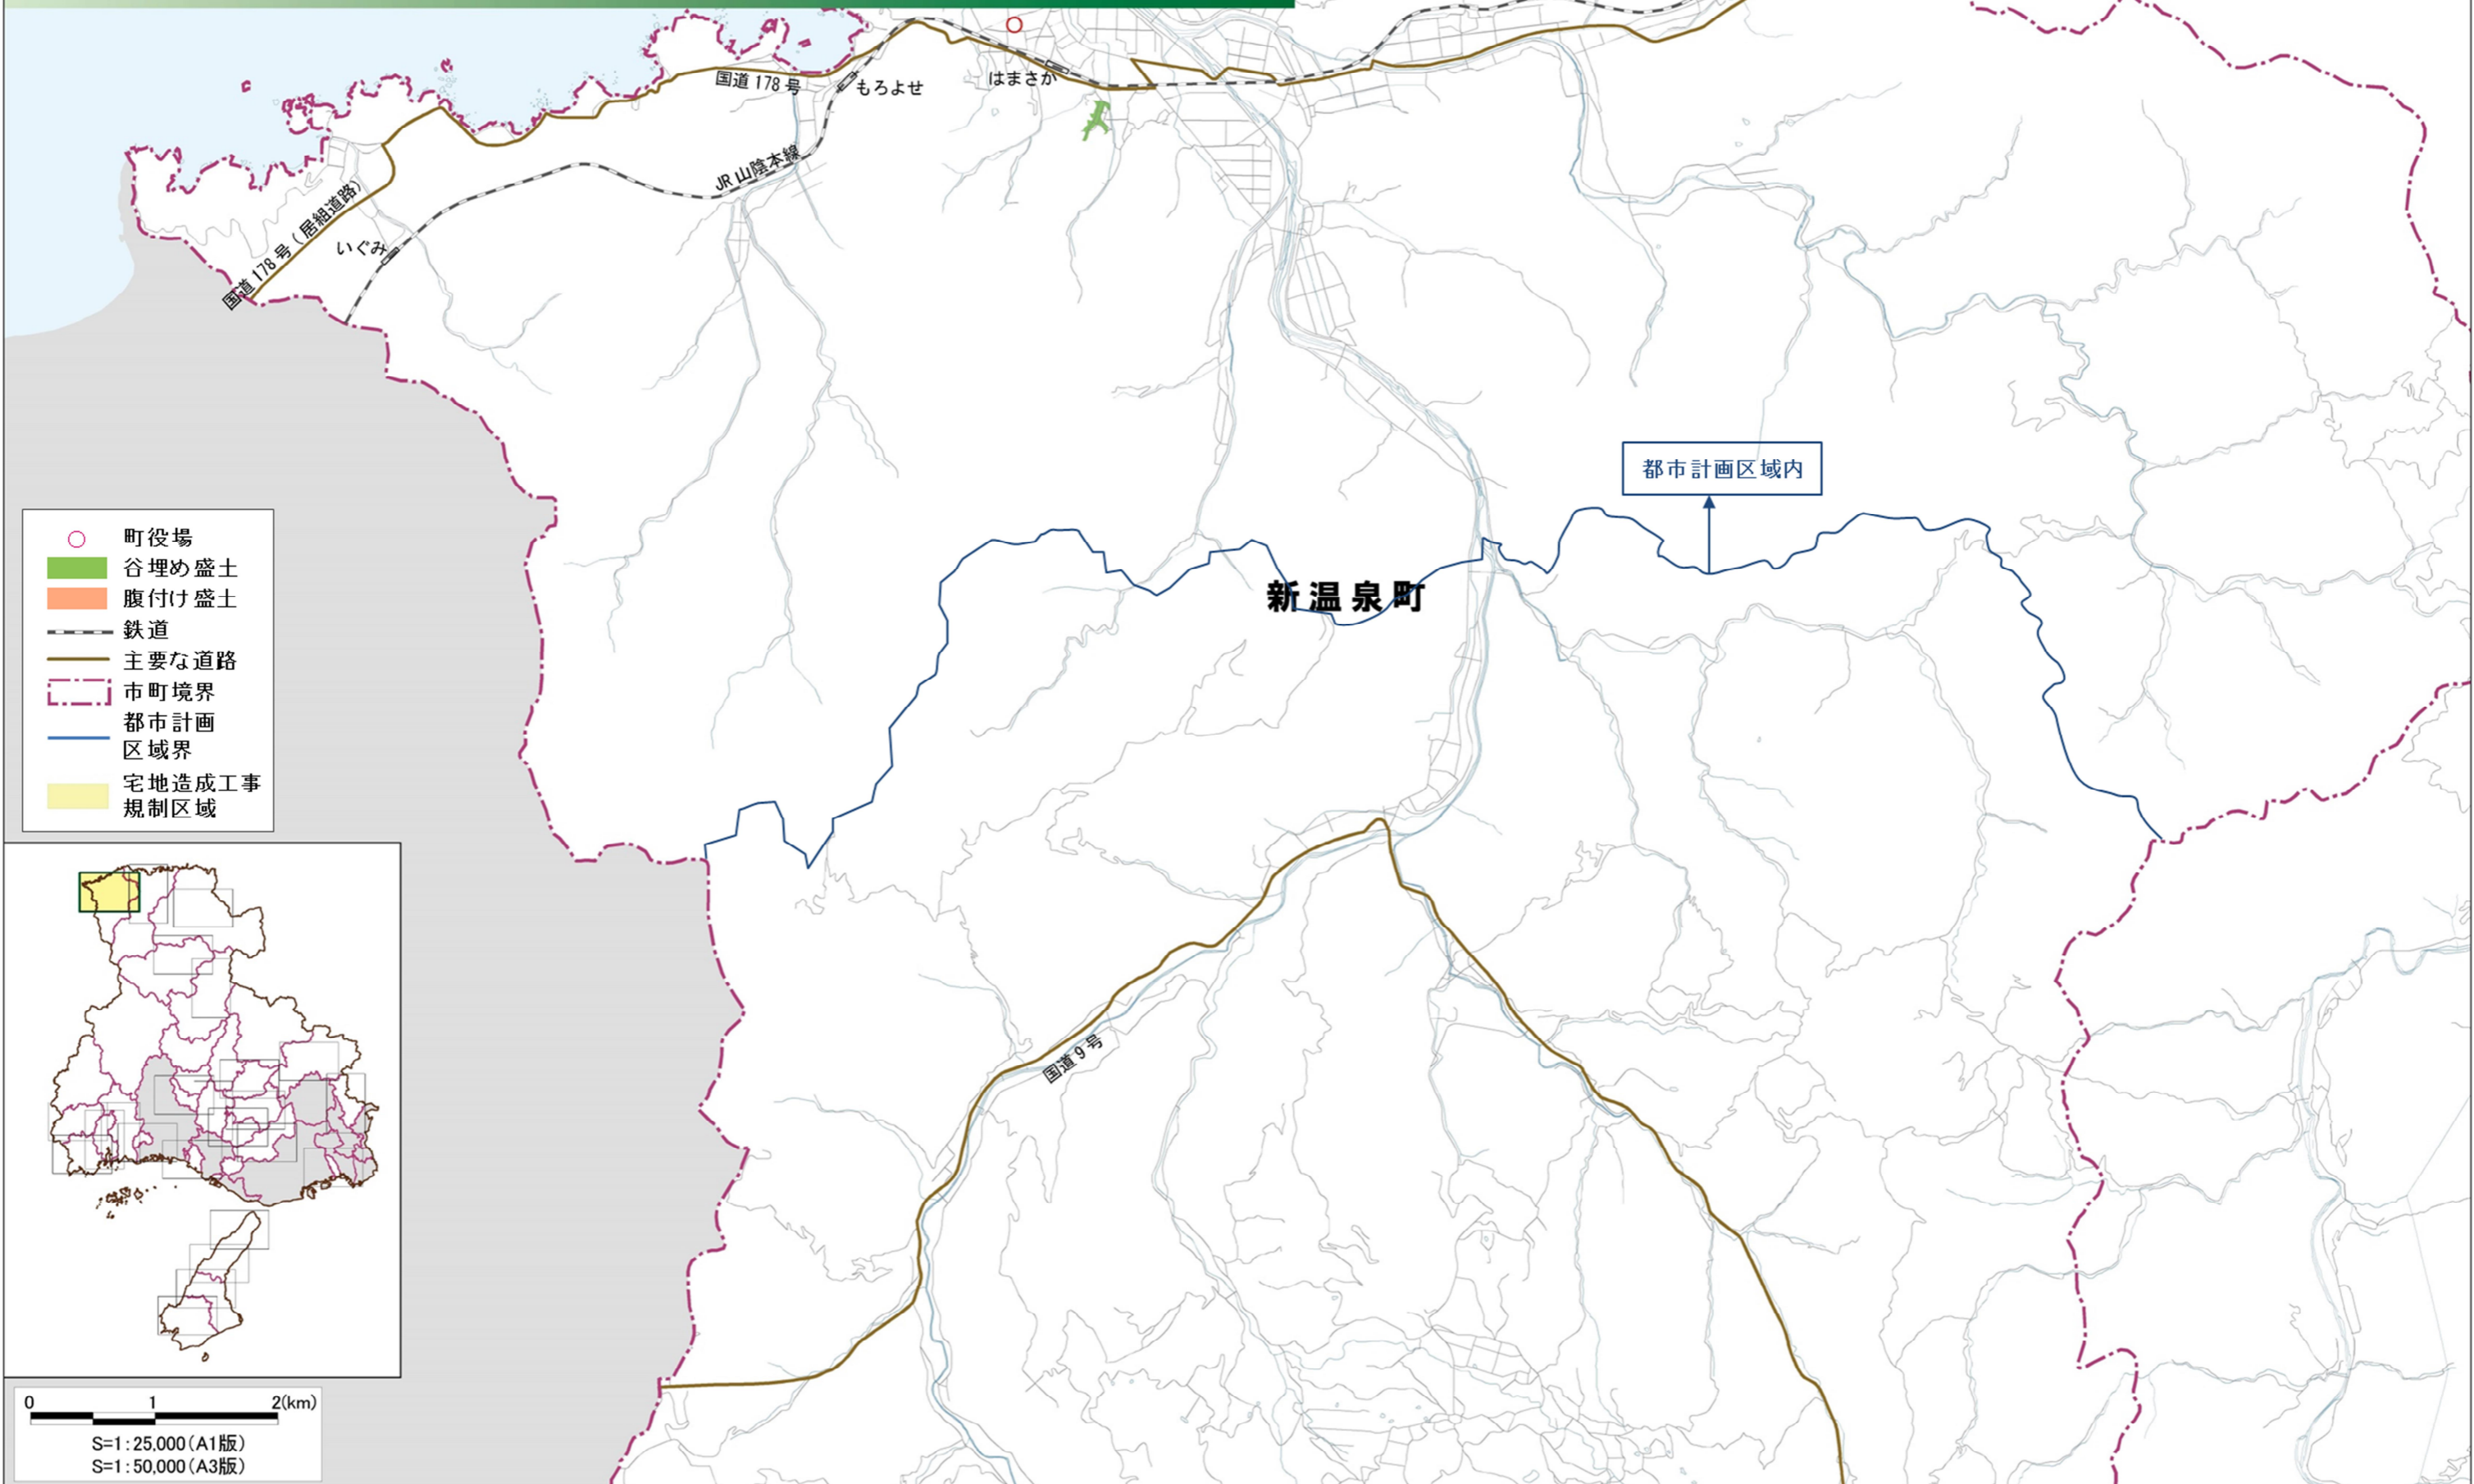 国道178号
もろよせ
はまさか
JR山陰本線
国道178号（居組道路）
いぐみ
都市計画区域内
新温泉町
国道9号
町役場
谷埋め盛土
腹付け盛土
鉄道
主要な道路
市町境界
都市計画
区域界
宅地造成工事
規制区域
0 1 2(km)
S=1:25,000(A1版)
S=1:50,000(A3版)